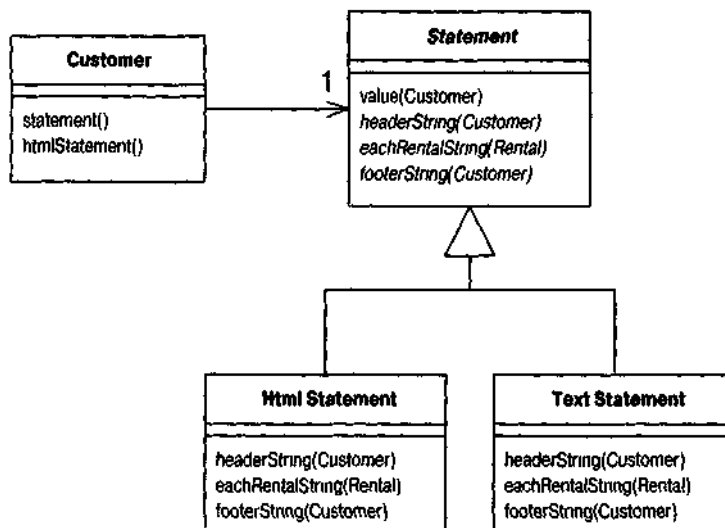 Customer
statement()
htmlStatement()
1
Statement
value(Customer)
headerString(Customer)
eachRentalString(Rental)
footerString(Customer)
Html Statement
headerString(Customer)
eachRentalString(Rental)
footerString(Customer)
Text Statement
headerString(Customer)
eachRentalString(Rental)
footerString(Customer)